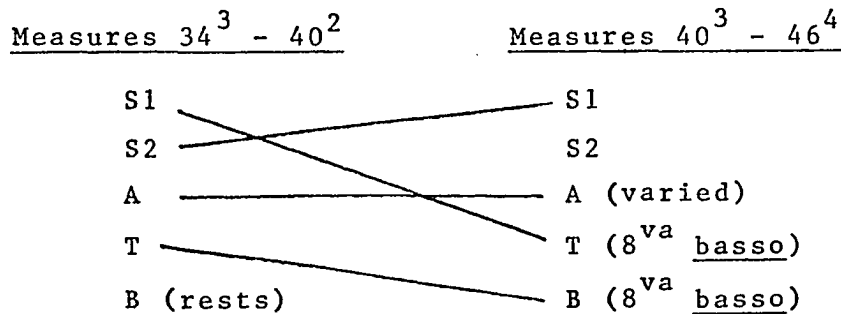 Measures 34³ - 40² Measures 40³ - 46⁴
S1 S1
S2 S2
A A (varied)
T T (8va basso)
B (rests) B (8va basso)